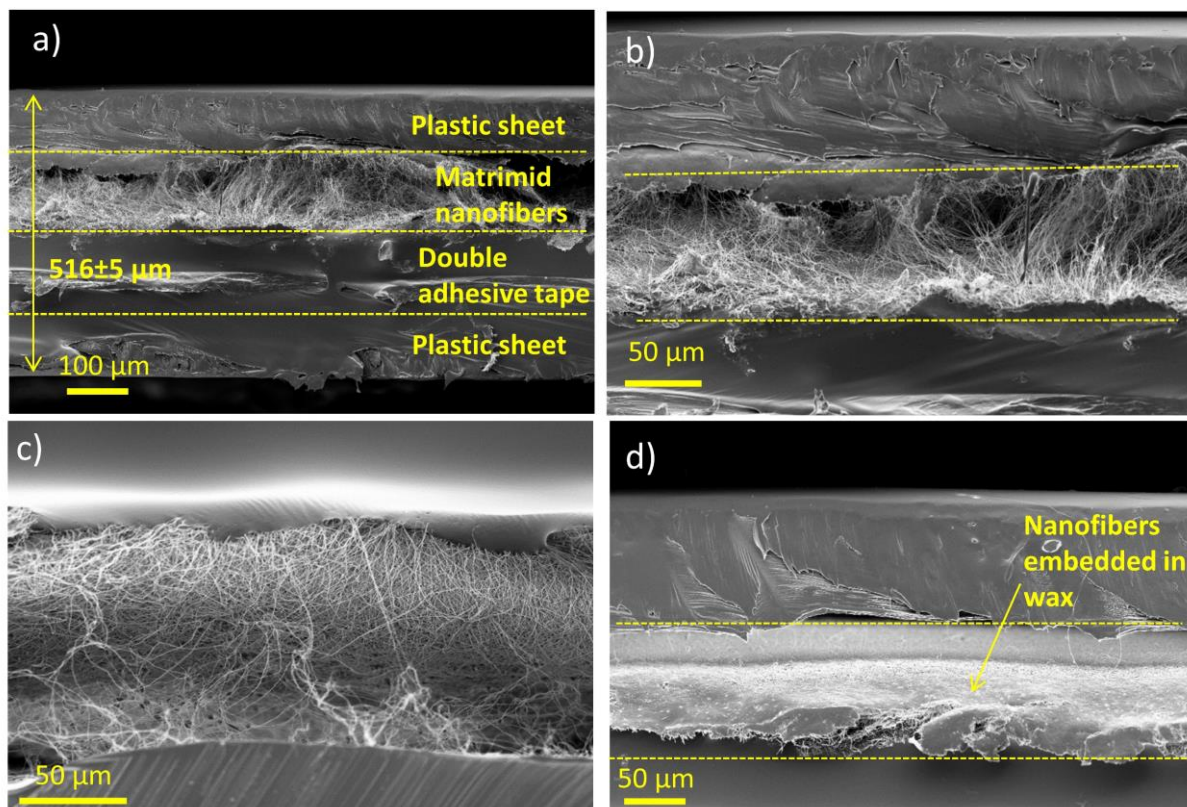 a)
Plastic sheet
Matrimid
nanofibers
Double
adhesive tape
516±5 µm
Plastic sheet
100 µm
b)
50 µm
c)
50 µm
d)
Nanofibers
embedded in
wax
50 µm